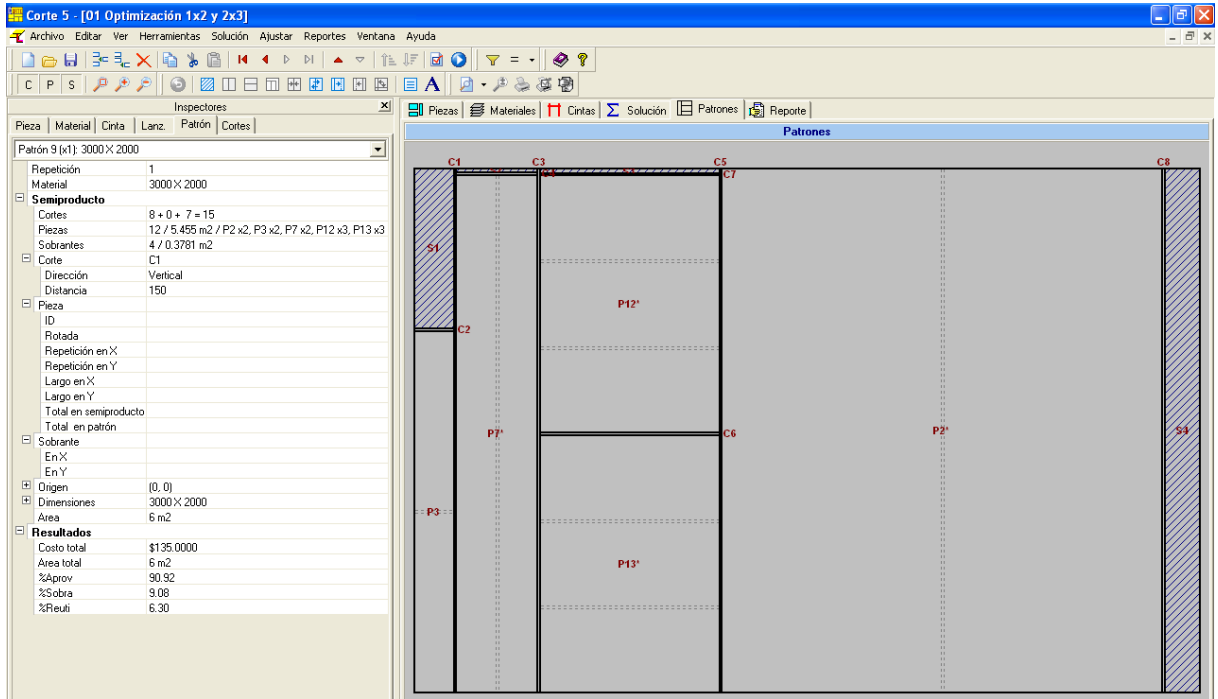 Corte 5 - [01 Optimización 1x2 y 2x3]
Archivo Editar Ver Herramientas Solución Ajustar Reportes Ventana Ayuda
C P S
A
Inspectores
Pieza Material Cinta Lanz. Patrón Cortes
Piezas Materiales Cintas Solución Patrones Reporte
Patrones
Patrón 9 (x1): 3000 X 2000
Repetición 1
Material 3000 X 2000
Semiproducto
Cortes 8 + 0 + 7 = 15
Piezas 12 / 5.455 m2 / P2 x2, P3 x2, P7 x2, P12 x3, P13 x3
Sobrantes 4 / 0.3781 m2
Corte C1
Dirección Vertical
Distancia 150
Pieza
ID
Rotada
Repetición en X
Repetición en Y
Largo en X
Largo en Y
Total en semiproducto
Total en patrón
Sobrante
En X
En Y
Origen (0, 0)
Dimensiones 3000 X 2000
Area 6 m2
Resultados
Costo total $135.0000
Area total 6 m2
%Aprov 90.92
%Sobra 9.08
%Reuti 6.30
C1 C3 C5 C8
C7
S1
P12*
C2
P7* C6 P2* S4
P3
P13*